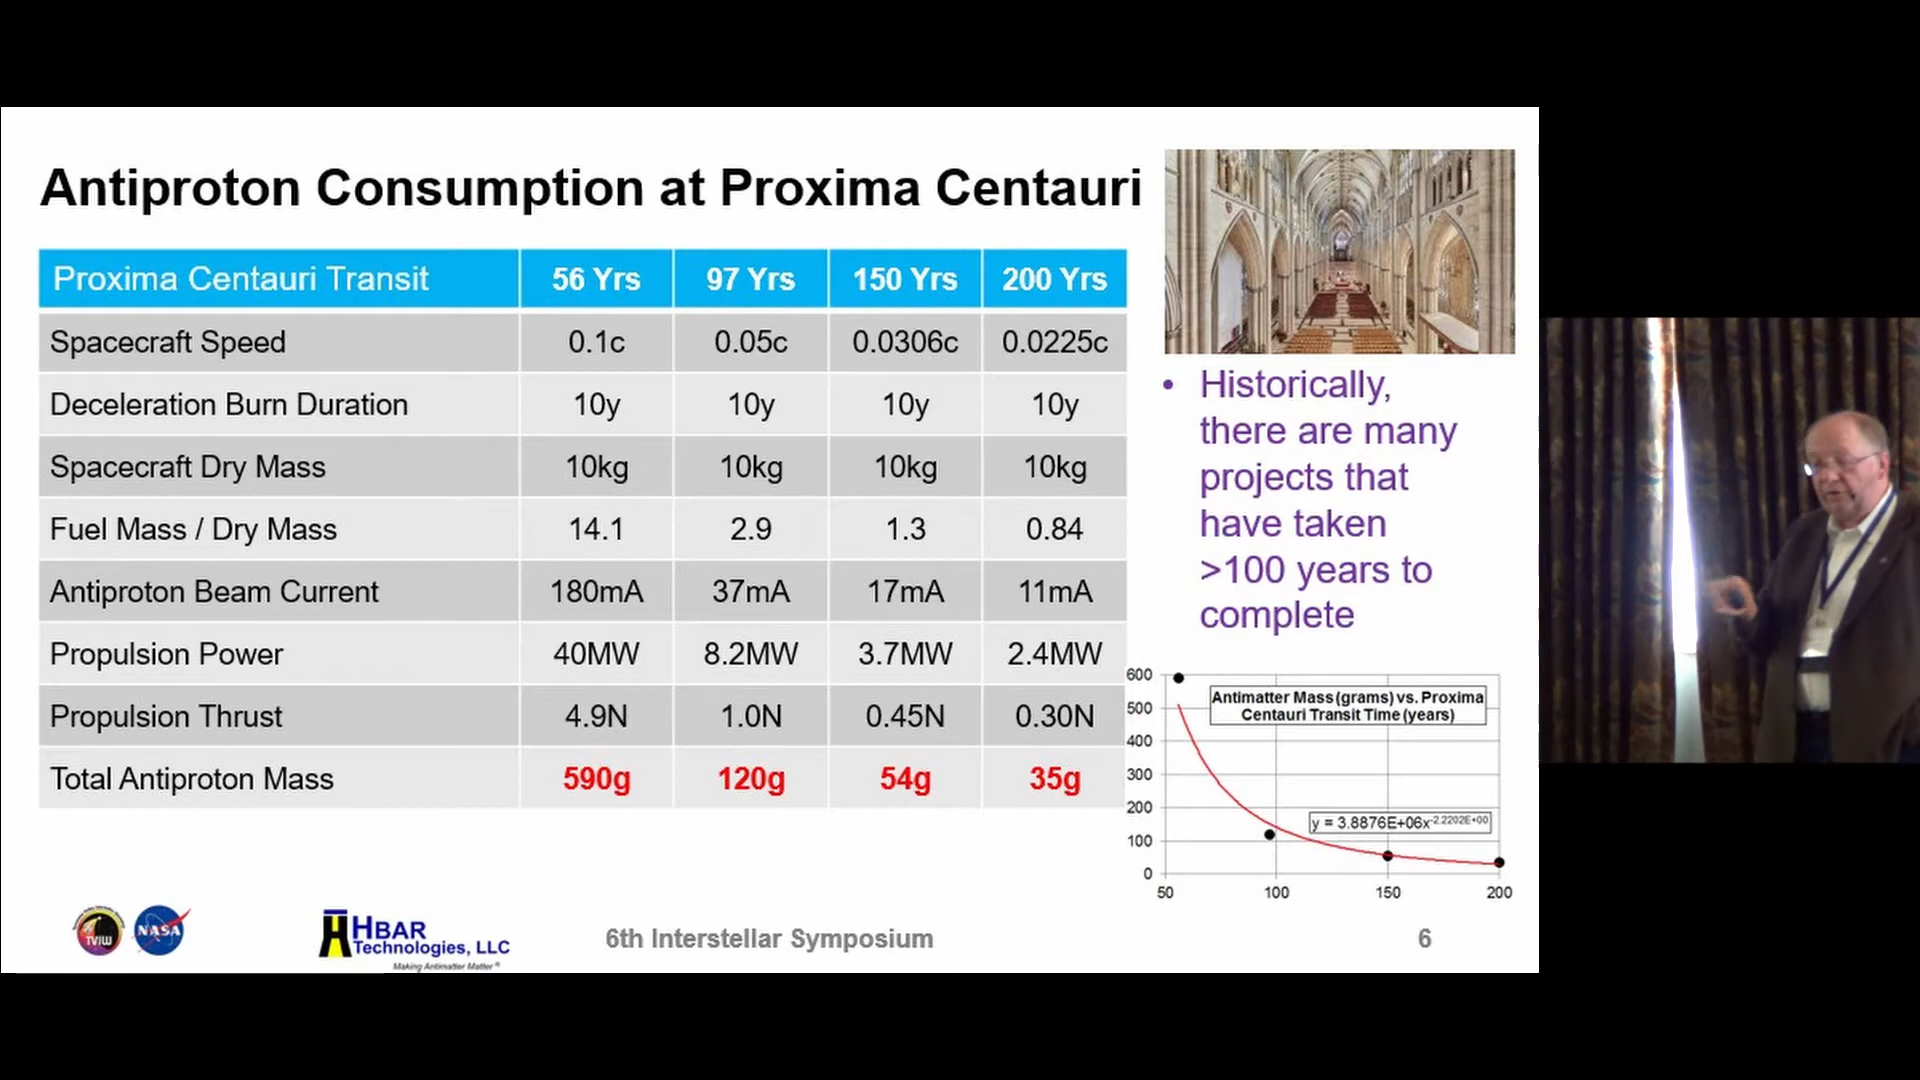 Antiproton Consumption at Proxima Centauri
Proxima Centauri Transit 56 Yrs 97 Yrs 150 Yrs 200 Yrs
Spacecraft Speed 0.1c 0.05c 0.0306c 0.0225c
Deceleration Burn Duration 10y 10y 10y 10y
Spacecraft Dry Mass 10kg 10kg 10kg 10kg
Fuel Mass / Dry Mass 14.1 2.9 1.3 0.84
Antiproton Beam Current 180mA 37mA 17mA 11mA
Propulsion Power 40MW 8.2MW 3.7MW 2.4MW
Propulsion Thrust 4.9N 1.0N 0.45N 0.30N
Total Antiproton Mass 590g 120g 54g 35g
• Historically,
there are many
projects that
have taken
>100 years to
complete
Antimatter Mass (grams) vs. Proxima
Centauri Transit Time (years)
600
500
400
300
200
100
0
y = 3.8876E+06x^-2.2202E+00
50 100 150 200
TVIW
NASA
HBAR
Technologies, LLC
Making Antimatter Matter ®
6th Interstellar Symposium
6